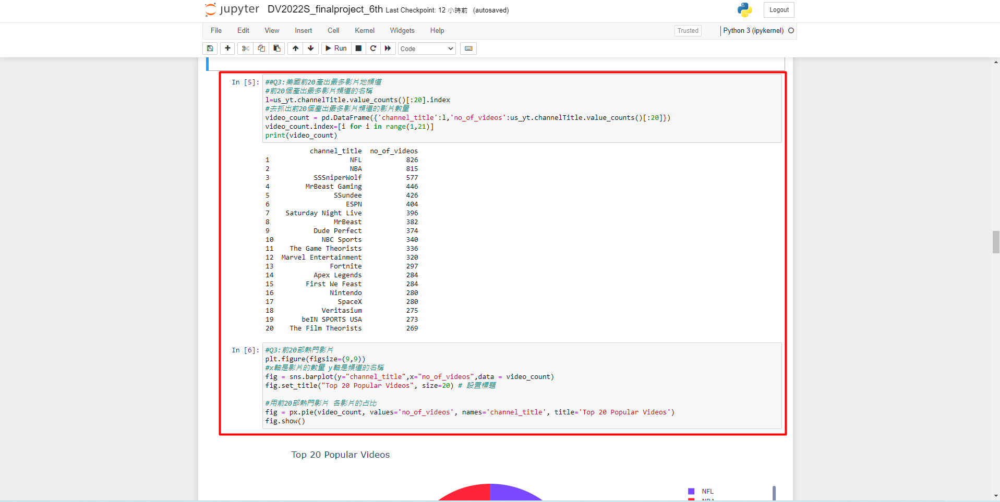 jupyter DV2022S_finalproject_6th Last Checkpoint: 12 小時前 (autosaved) Logout
File Edit View Insert Cell Kernel Widgets Help Trusted Python 3 (ipykernel)
Run Code
In [5]: ##Q3:美國前20產出最多影片地頻道
#前20個產出最多影片頻道的名稱
l=us_yt.channelTitle.value_counts()[:20].index
#去抓出前20個產出最多影片頻道的影片數量
video_count = pd.DataFrame({'channel_title':l,'no_of_videos':us_yt.channelTitle.value_counts()[:20]})
video_count.index=[i for i in range(1,21)]
print(video_count)
channel_title no_of_videos
1 NFL 826
2 NBA 815
3 SSSniperWolf 577
4 MrBeast Gaming 446
5 SSundee 426
6 ESPN 404
7 Saturday Night Live 396
8 MrBeast 382
9 Dude Perfect 374
10 NBC Sports 340
11 The Game Theorists 336
12 Marvel Entertainment 320
13 Fortnite 297
14 Apex Legends 284
15 First We Feast 284
16 Nintendo 280
17 SpaceX 280
18 Veritasium 275
19 beIN SPORTS USA 273
20 The Film Theorists 269
In [6]: #Q3:前20部熱門影片
plt.figure(figsize=(9,9))
#x軸是影片的數量 y軸是頻道的名稱
fig = sns.barplot(y="channel_title",x="no_of_videos",data = video_count)
fig.set_title("Top 20 Popular Videos", size=20) # 設置標題
#用前20部熱門影片 各影片的占比
fig = px.pie(video_count, values='no_of_videos', names='channel_title', title='Top 20 Popular Videos')
fig.show()
Top 20 Popular Videos
NFL
NBA